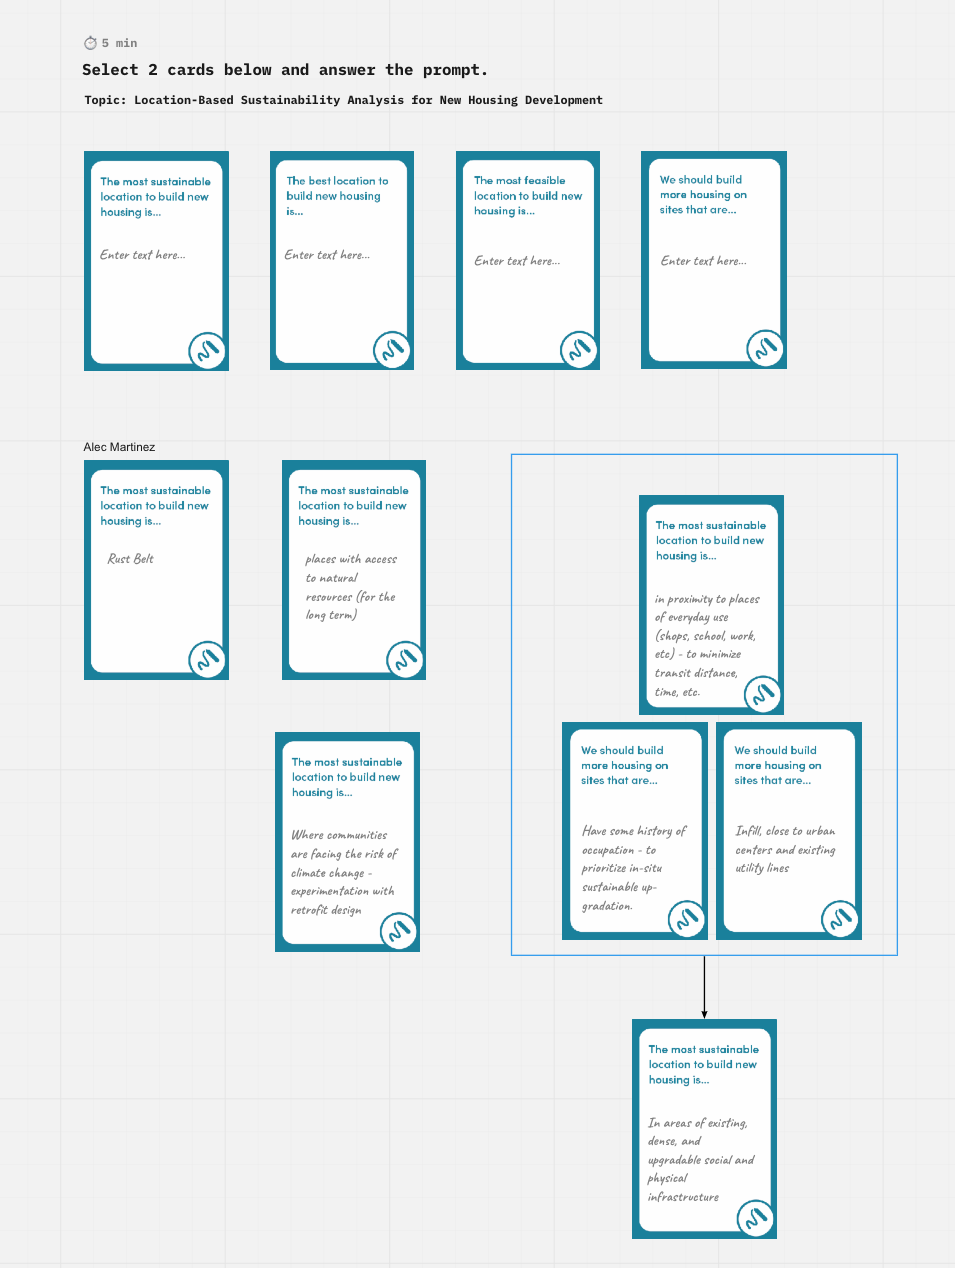 5 min
Select 2 cards below and answer the prompt.
Topic: Location-Based Sustainability Analysis for New Housing Development
The most sustainable
location to build new
housing is...
Enter text here...
The best location to
build new housing
is...
Enter text here...
The most feasible
location to build new
housing is...
Enter text here...
We should build
more housing on
sites that are...
Enter text here...
Alec Martinez
The most sustainable
location to build new
housing is...
Rust Belt
The most sustainable
location to build new
housing is...
places with access
to natural
resources (for the
long term)
The most sustainable
location to build new
housing is...
Where communities
are facing the risk of
climate change -
experimentation with
retrofit design
The most sustainable
location to build new
housing is...
in proximity to places
of everyday use
(shops, school, work,
etc) - to minimize
transit distance,
time, etc.
We should build
more housing on
sites that are...
Have some history of
occupation - to
prioritize in-situ
sustainable up-
gradation.
We should build
more housing on
sites that are...
Infill, close to urban
centers and existing
utility lines
The most sustainable
location to build new
housing is...
In areas of existing,
dense, and
upgradable social and
physical
infrastructure